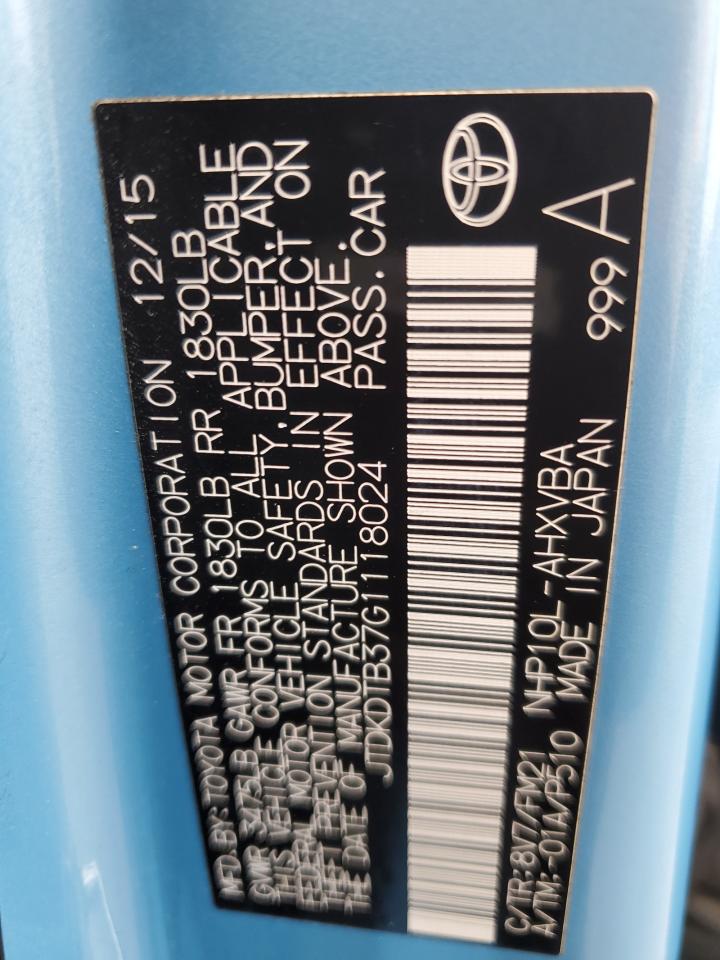 MFD BY: TOYOTA MOTOR CORPORATION 12/15
GWR 3275LB GAWR FR 1830LB RR 1830LB
THIS VEHICLE CONFORMS TO ALL APPLICABLE
FEDERAL MOTOR VEHICLE SAFETY, BUMPER, AND
THEFT PREVENTION STANDARDS IN EFFECT ON
THE DATE OF MANUFACTURE SHOWN ABOVE.
JTDKDTB37G1118024 PASS. CAR
C/TR:8V7/FM21 NHP10L-AHXVBA 999 A
A/TM:-01A/P510 MADE IN JAPAN